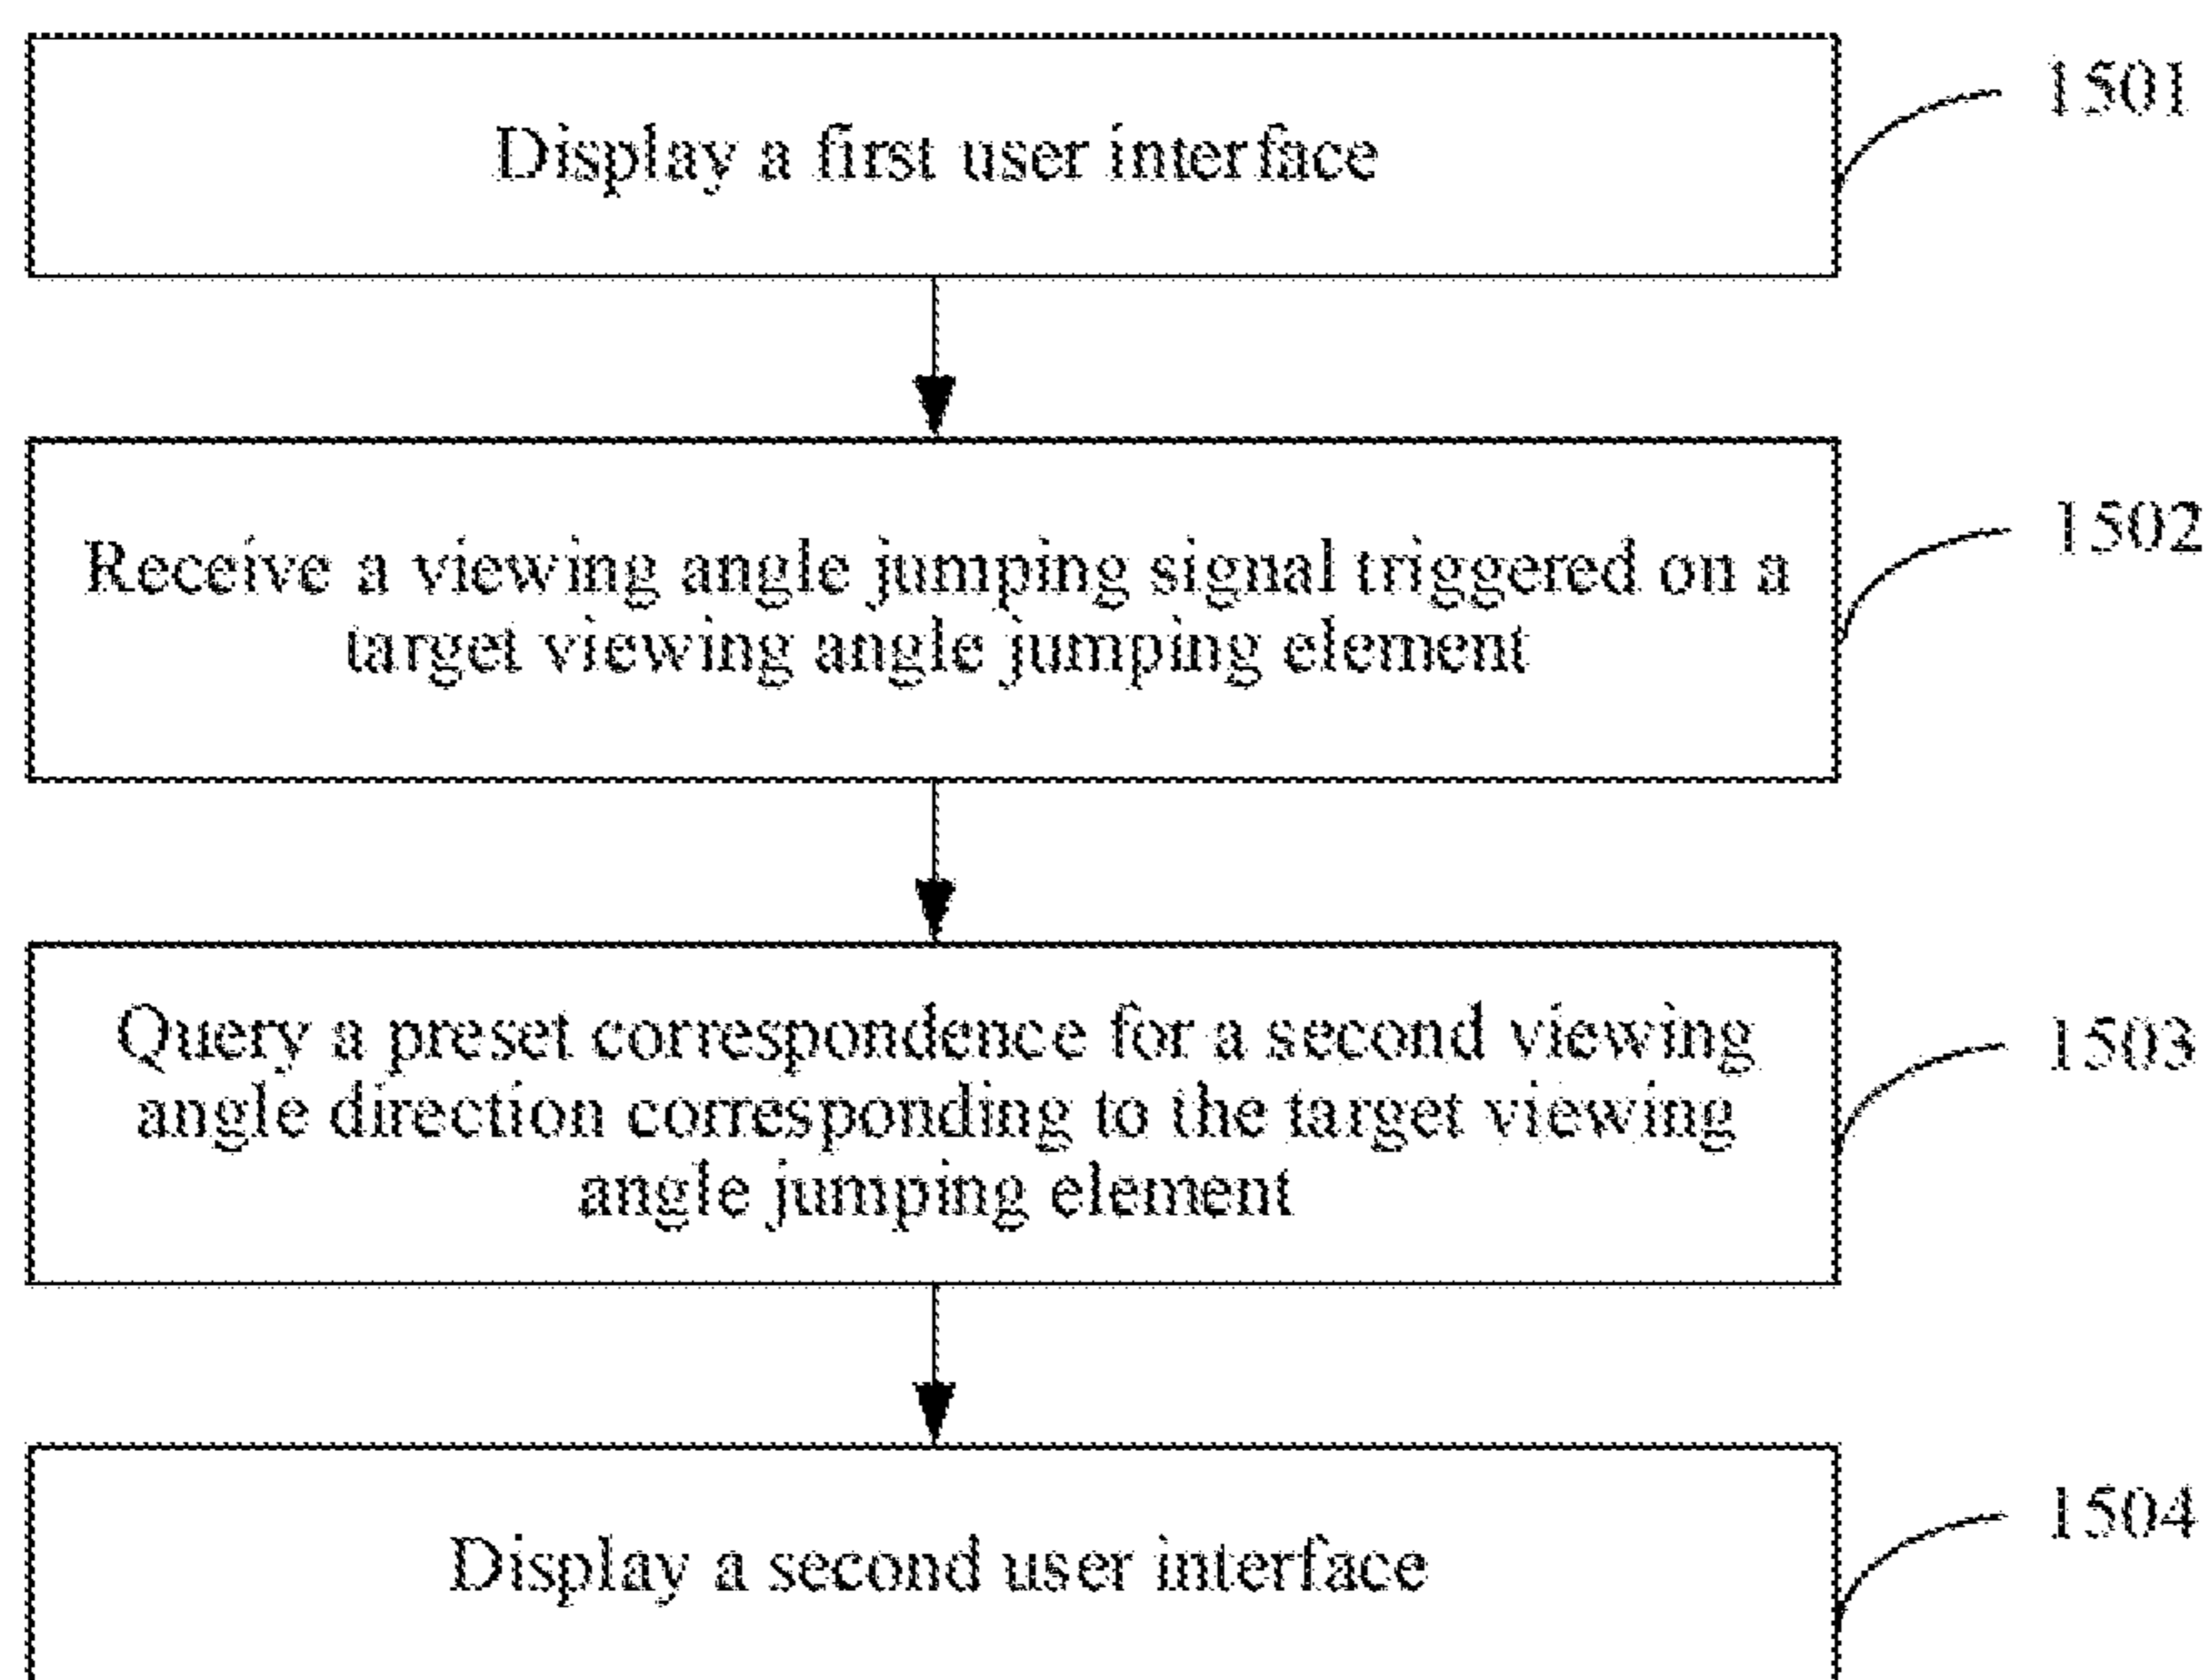 Display a first user interface
1501
Receive a viewing angle jumping signal triggered on a
target viewing angle jumping element
1502
Query a preset correspondence for a second viewing
angle direction corresponding to the target viewing
angle jumping element
1503
Display a second user interface
1504